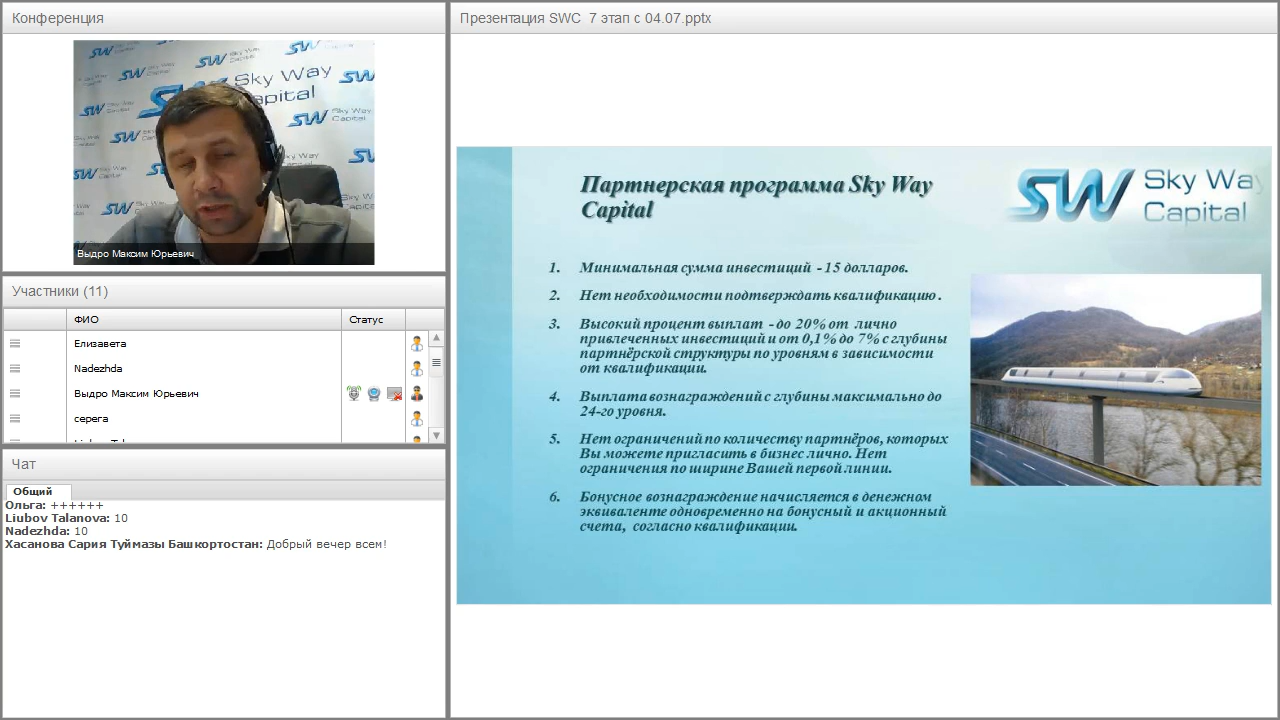 Конференция
SW
Sky Way
Capital
SW
Sky Way
Capital
Выдро Максим Юрьевич
Участники (11)
ФИО
Статус
Елизавета
Nadezhda
Выдро Максим Юрьевич
серега
Чат
Общий
Ольга: ++++++
Liubov Talanova: 10
Nadezhda: 10
Хасанова Сария Туймазы Башкортостан: Добрый вечер всем!
Презентация SWC 7 этап с 04.07.pptx
Партнерская программа Sky Way
Capital
SW Sky Way
Capital
1. Минимальная сумма инвестиций - 15 долларов.
2. Нет необходимости подтверждать квалификацию .
3. Высокий процент выплат - до 20% от лично
привлеченных инвестиций и от 0,1% до 7% с глубины
партнёрской структуры по уровням в зависимости
от квалификации.
4. Выплата вознаграждений с глубины максимально до
24-го уровня.
5. Нет ограничений по количеству партнёров, которых
Вы можете пригласить в бизнес лично. Нет
ограничения по ширине Вашей первой линии.
6. Бонусное вознаграждение начисляется в денежном
эквиваленте одновременно на бонусный и акционный
счета, согласно квалификации.